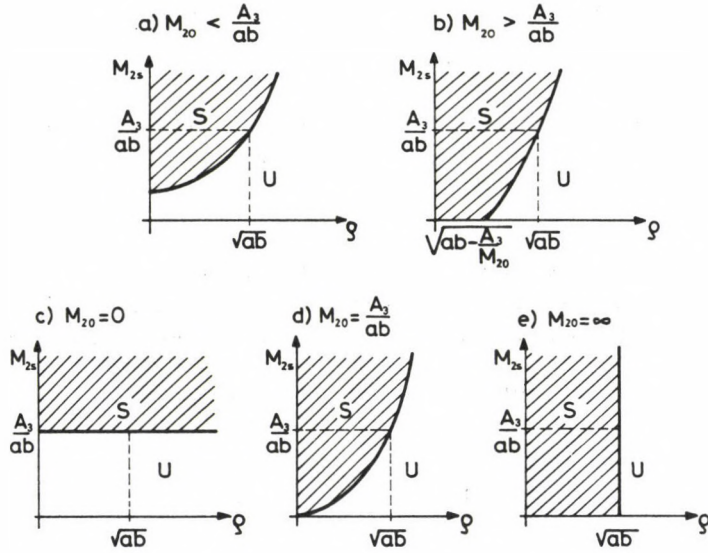 a) M₂₀ < A₃/ab
M₂ₛ
A₃/ab
S
U
√ab
ϱ
b) M₂₀ > A₃/ab
M₂ₛ
A₃/ab
S
U
√(ab-A₃/M₂₀)
√ab
ϱ
c) M₂₀=0
M₂ₛ
A₃/ab
S
U
√ab
ϱ
d) M₂₀= A₃/ab
M₂ₛ
A₃/ab
S
U
√ab
ϱ
e) M₂₀=∞
M₂ₛ
A₃/ab
S
U
√ab
ϱ